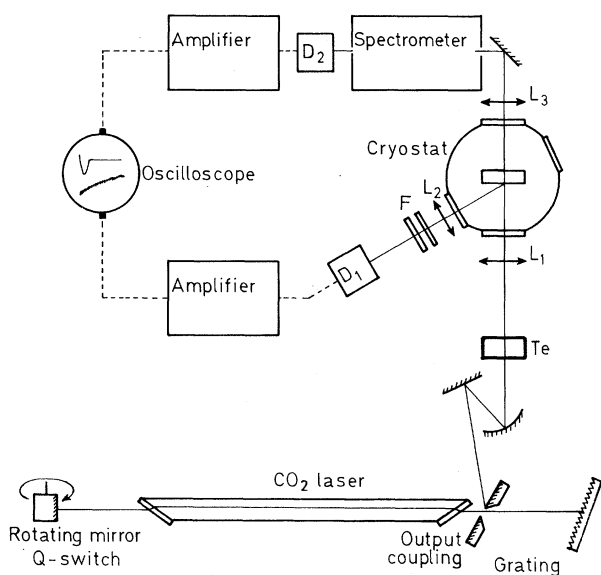 Amplifier
D2
Spectrometer
L3
Cryostat
Oscilloscope
L2
F
D1
L1
Amplifier
Te
CO2 laser
Rotating mirror
Q-switch
Output
coupling
Grating